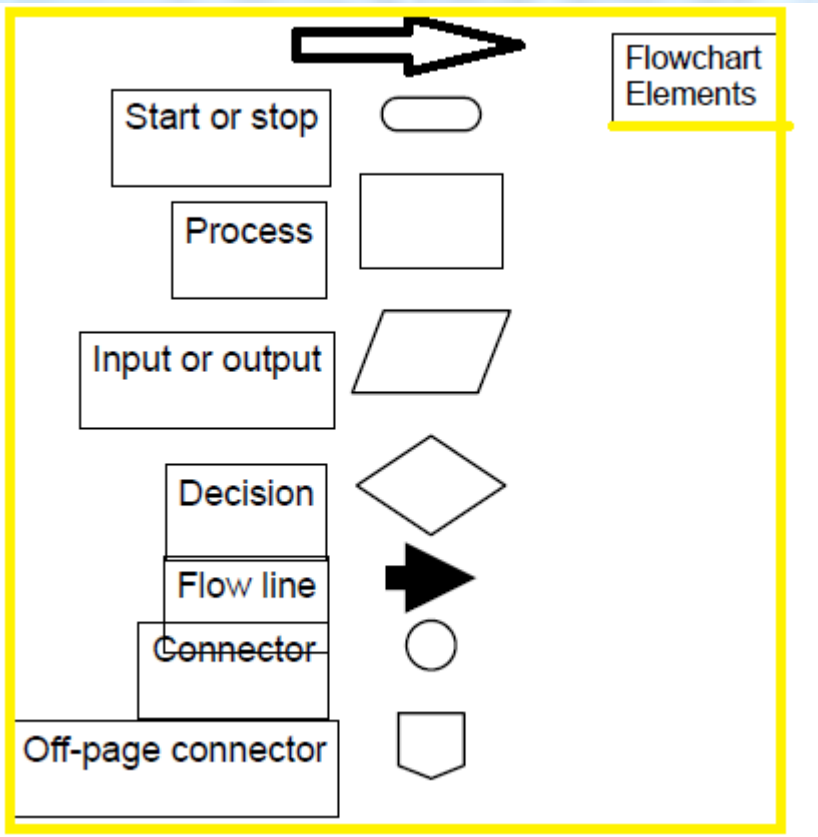 Flowchart
Elements
Start or stop
Process
Input or output
Decision
Flow line
Connector
Off-page connector